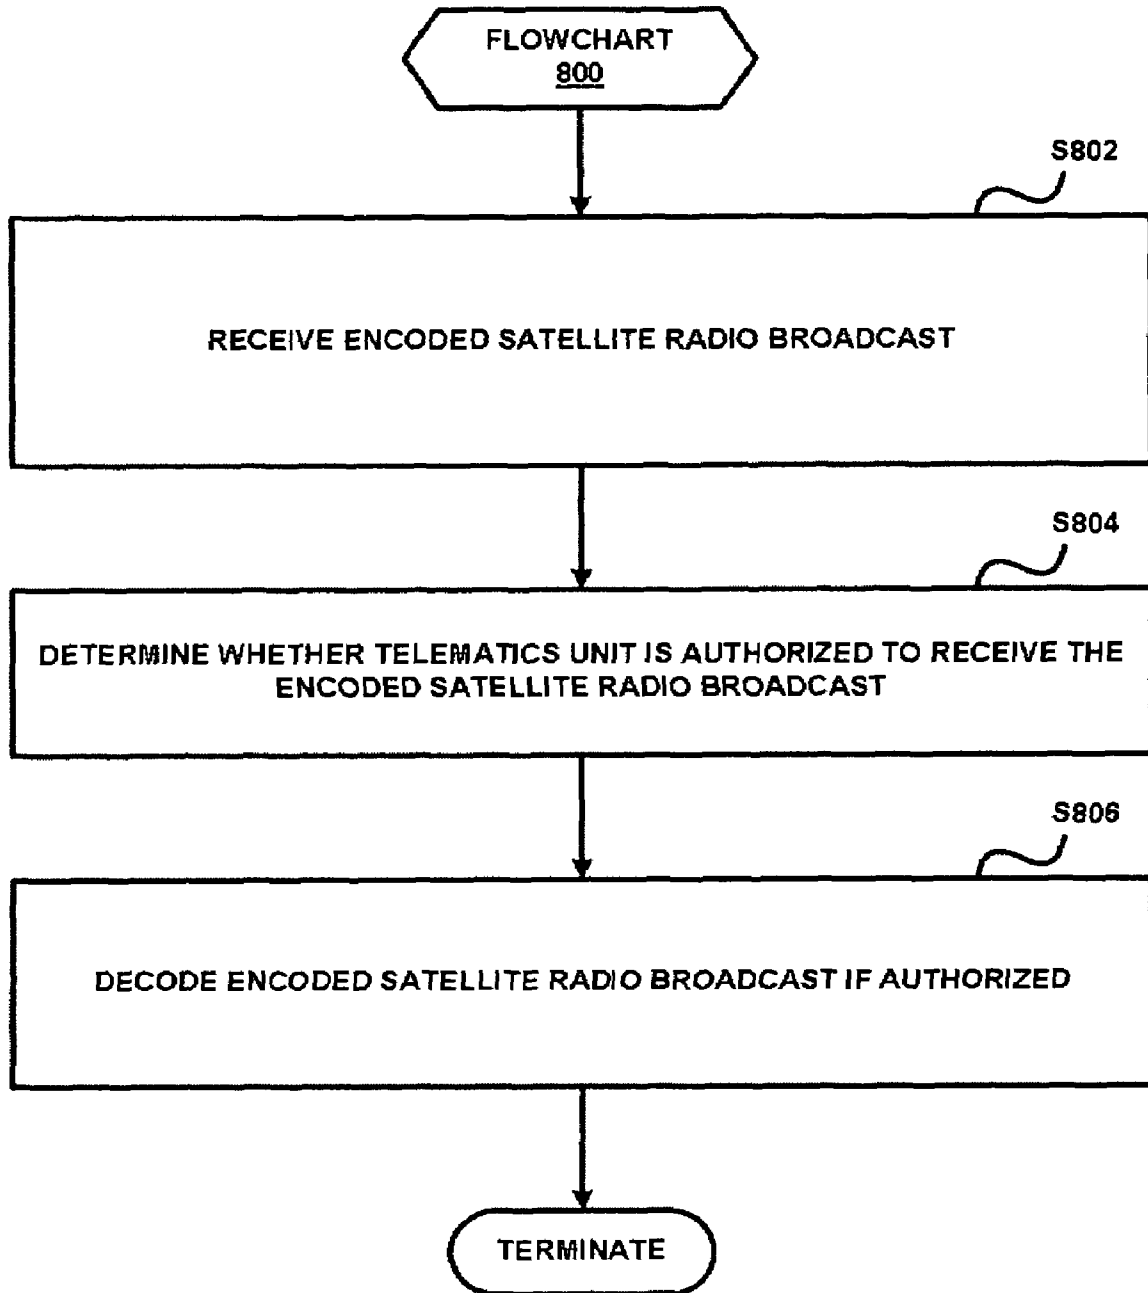 FLOWCHART
800
S802
RECEIVE ENCODED SATELLITE RADIO BROADCAST
S804
DETERMINE WHETHER TELEMATICS UNIT IS AUTHORIZED TO RECEIVE THE
ENCODED SATELLITE RADIO BROADCAST
S806
DECODE ENCODED SATELLITE RADIO BROADCAST IF AUTHORIZED
TERMINATE